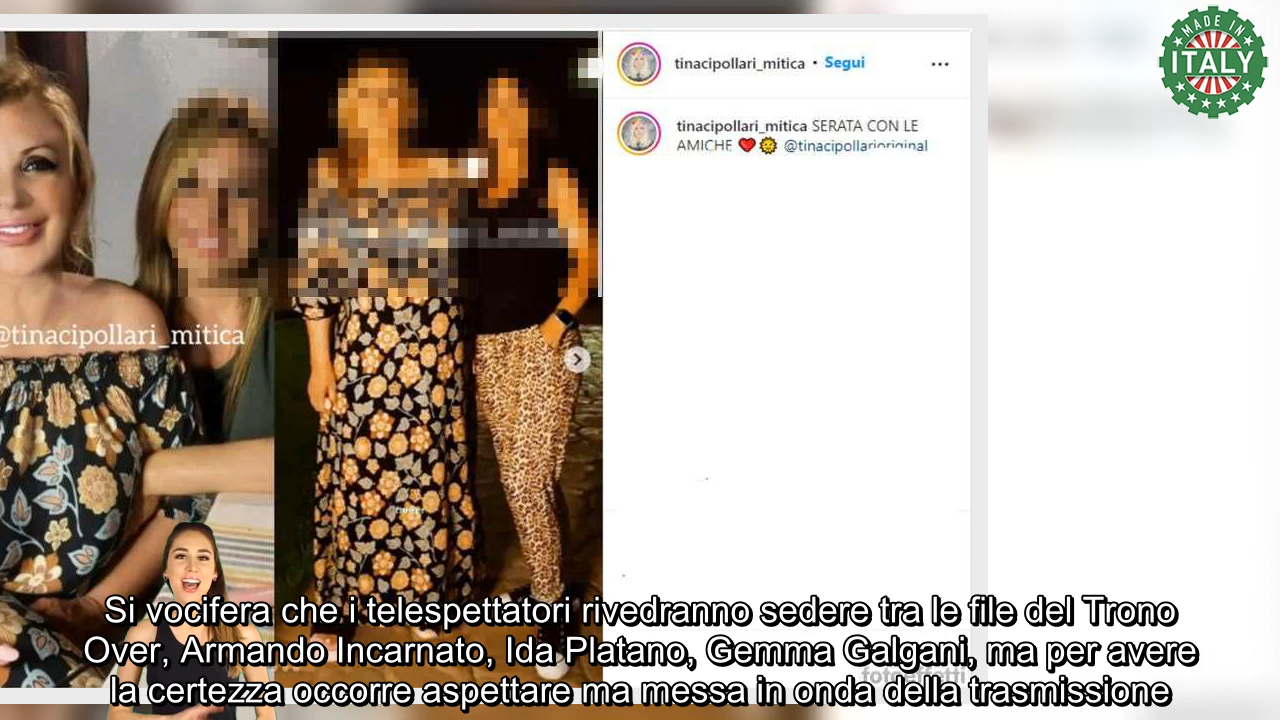 MADE IN
ITALY
tinacipollari_mitica • Segui
tinacipollari_mitica SERATA CON LE
AMICHE ❤️🌞 @tinacipollarioriginal
@tinacipollari_mitica
Si vocifera che i telespettatori rivedranno sedere tra le file del Trono
Over, Armando Incarnato, Ida Platano, Gemma Galgani, ma per avere
la certezza occorre aspettare ma messa in onda della trasmissione